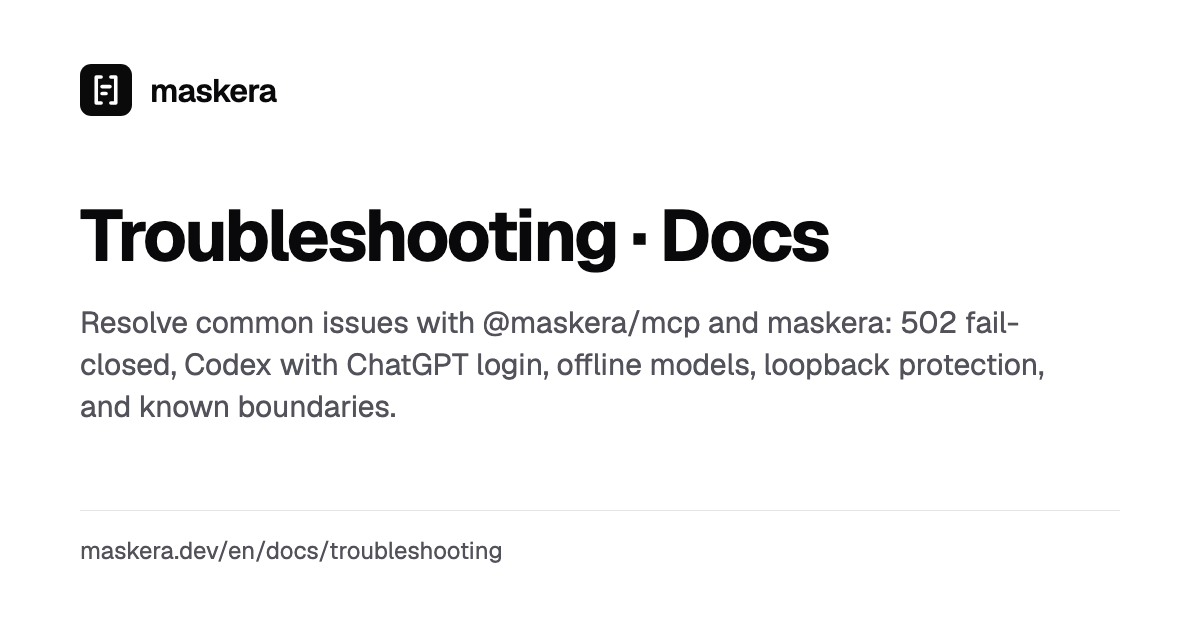 maskera
Troubleshooting · Docs
Resolve common issues with @maskera/mcp and maskera: 502 fail-
closed, Codex with ChatGPT login, offline models, loopback protection,
and known boundaries.
maskera.dev/en/docs/troubleshooting